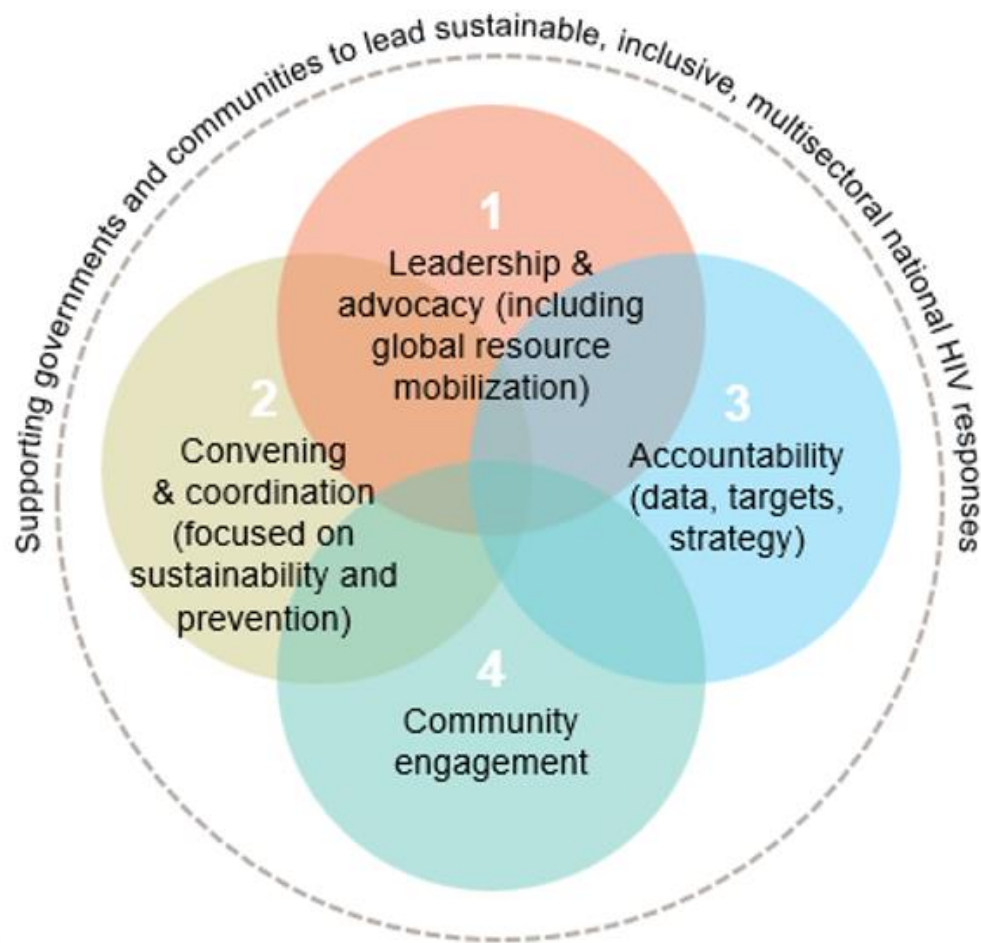 Supporting governments and communities to lead sustainable, inclusive, multisectoral national HIV responses
1
Leadership &
advocacy (including
global resource
mobilization)
2
Convening
& coordination
(focused on
sustainability and
prevention)
3
Accountability
(data, targets,
strategy)
4
Community
engagement